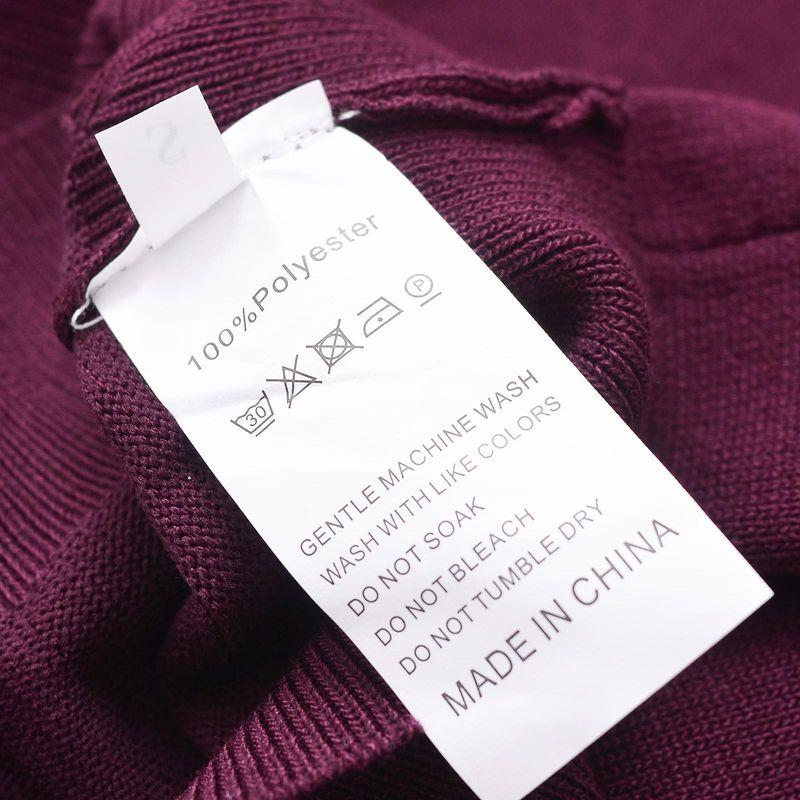 S
100%Polyester
30 P
GENTLE MACHINE WASH
WASH WITH LIKE COLORS
DO NOT SOAK
DO NOT BLEACH
DO NOT TUMBLE DRY
MADE IN CHINA